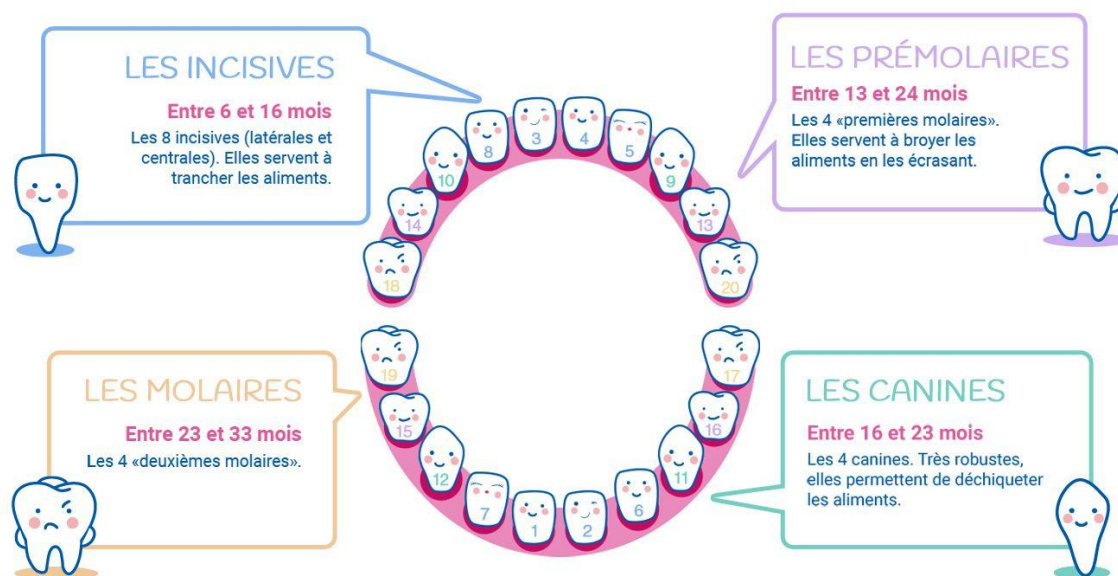 LES INCISIVES
Entre 6 et 16 mois
Les 8 incisives (latérales et
centrales). Elles servent à
trancher les aliments.
LES PRÉMOLAIRES
Entre 13 et 24 mois
Les 4 «premières molaires».
Elles servent à broyer les
aliments en les écrasant.
3
4
8
5
10
9
14
13
18
20
19
17
15
16
12
11
7
6
1
2
LES MOLAIRES
Entre 23 et 33 mois
Les 4 «deuxièmes molaires».
LES CANINES
Entre 16 et 23 mois
Les 4 canines. Très robustes,
elles permettent de déchiqueter
les aliments.